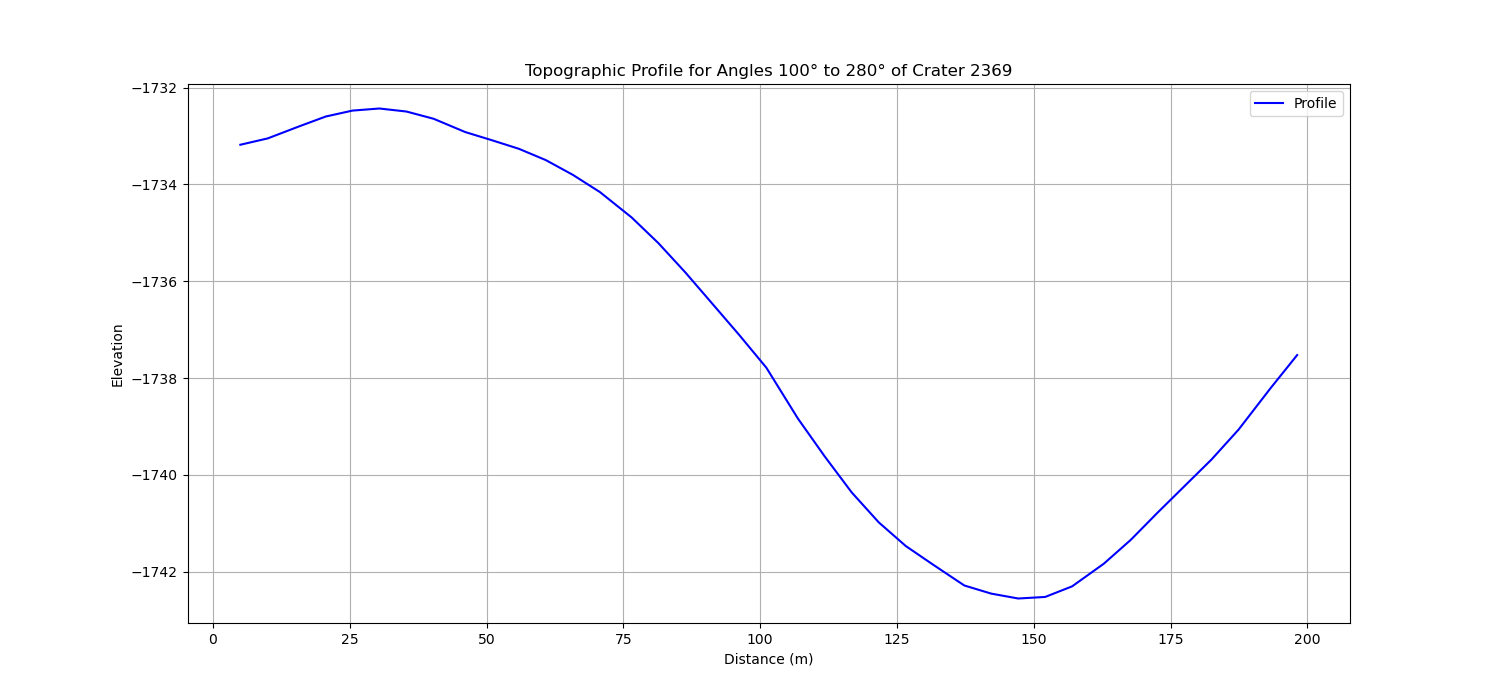 Topographic Profile for Angles 100° to 280° of Crater 2369
Profile
−1732
−1734
−1736
−1738
−1740
−1742
Elevation
0 25 50 75 100 125 150 175 200
Distance (m)